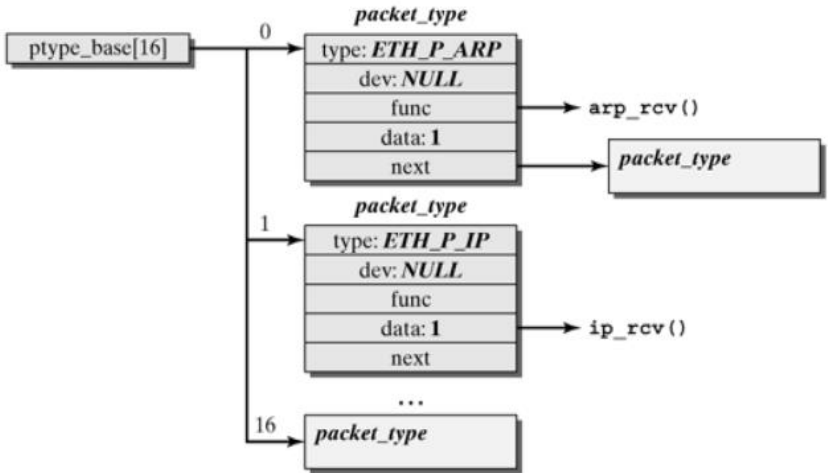 packet_type
ptype_base[16]
0
type: ETH_P_ARP
dev: NULL
func
arp_rcv()
data: 1
next
packet_type
packet_type
1
type: ETH_P_IP
dev: NULL
func
data: 1
ip_rcv()
next
...
16
packet_type